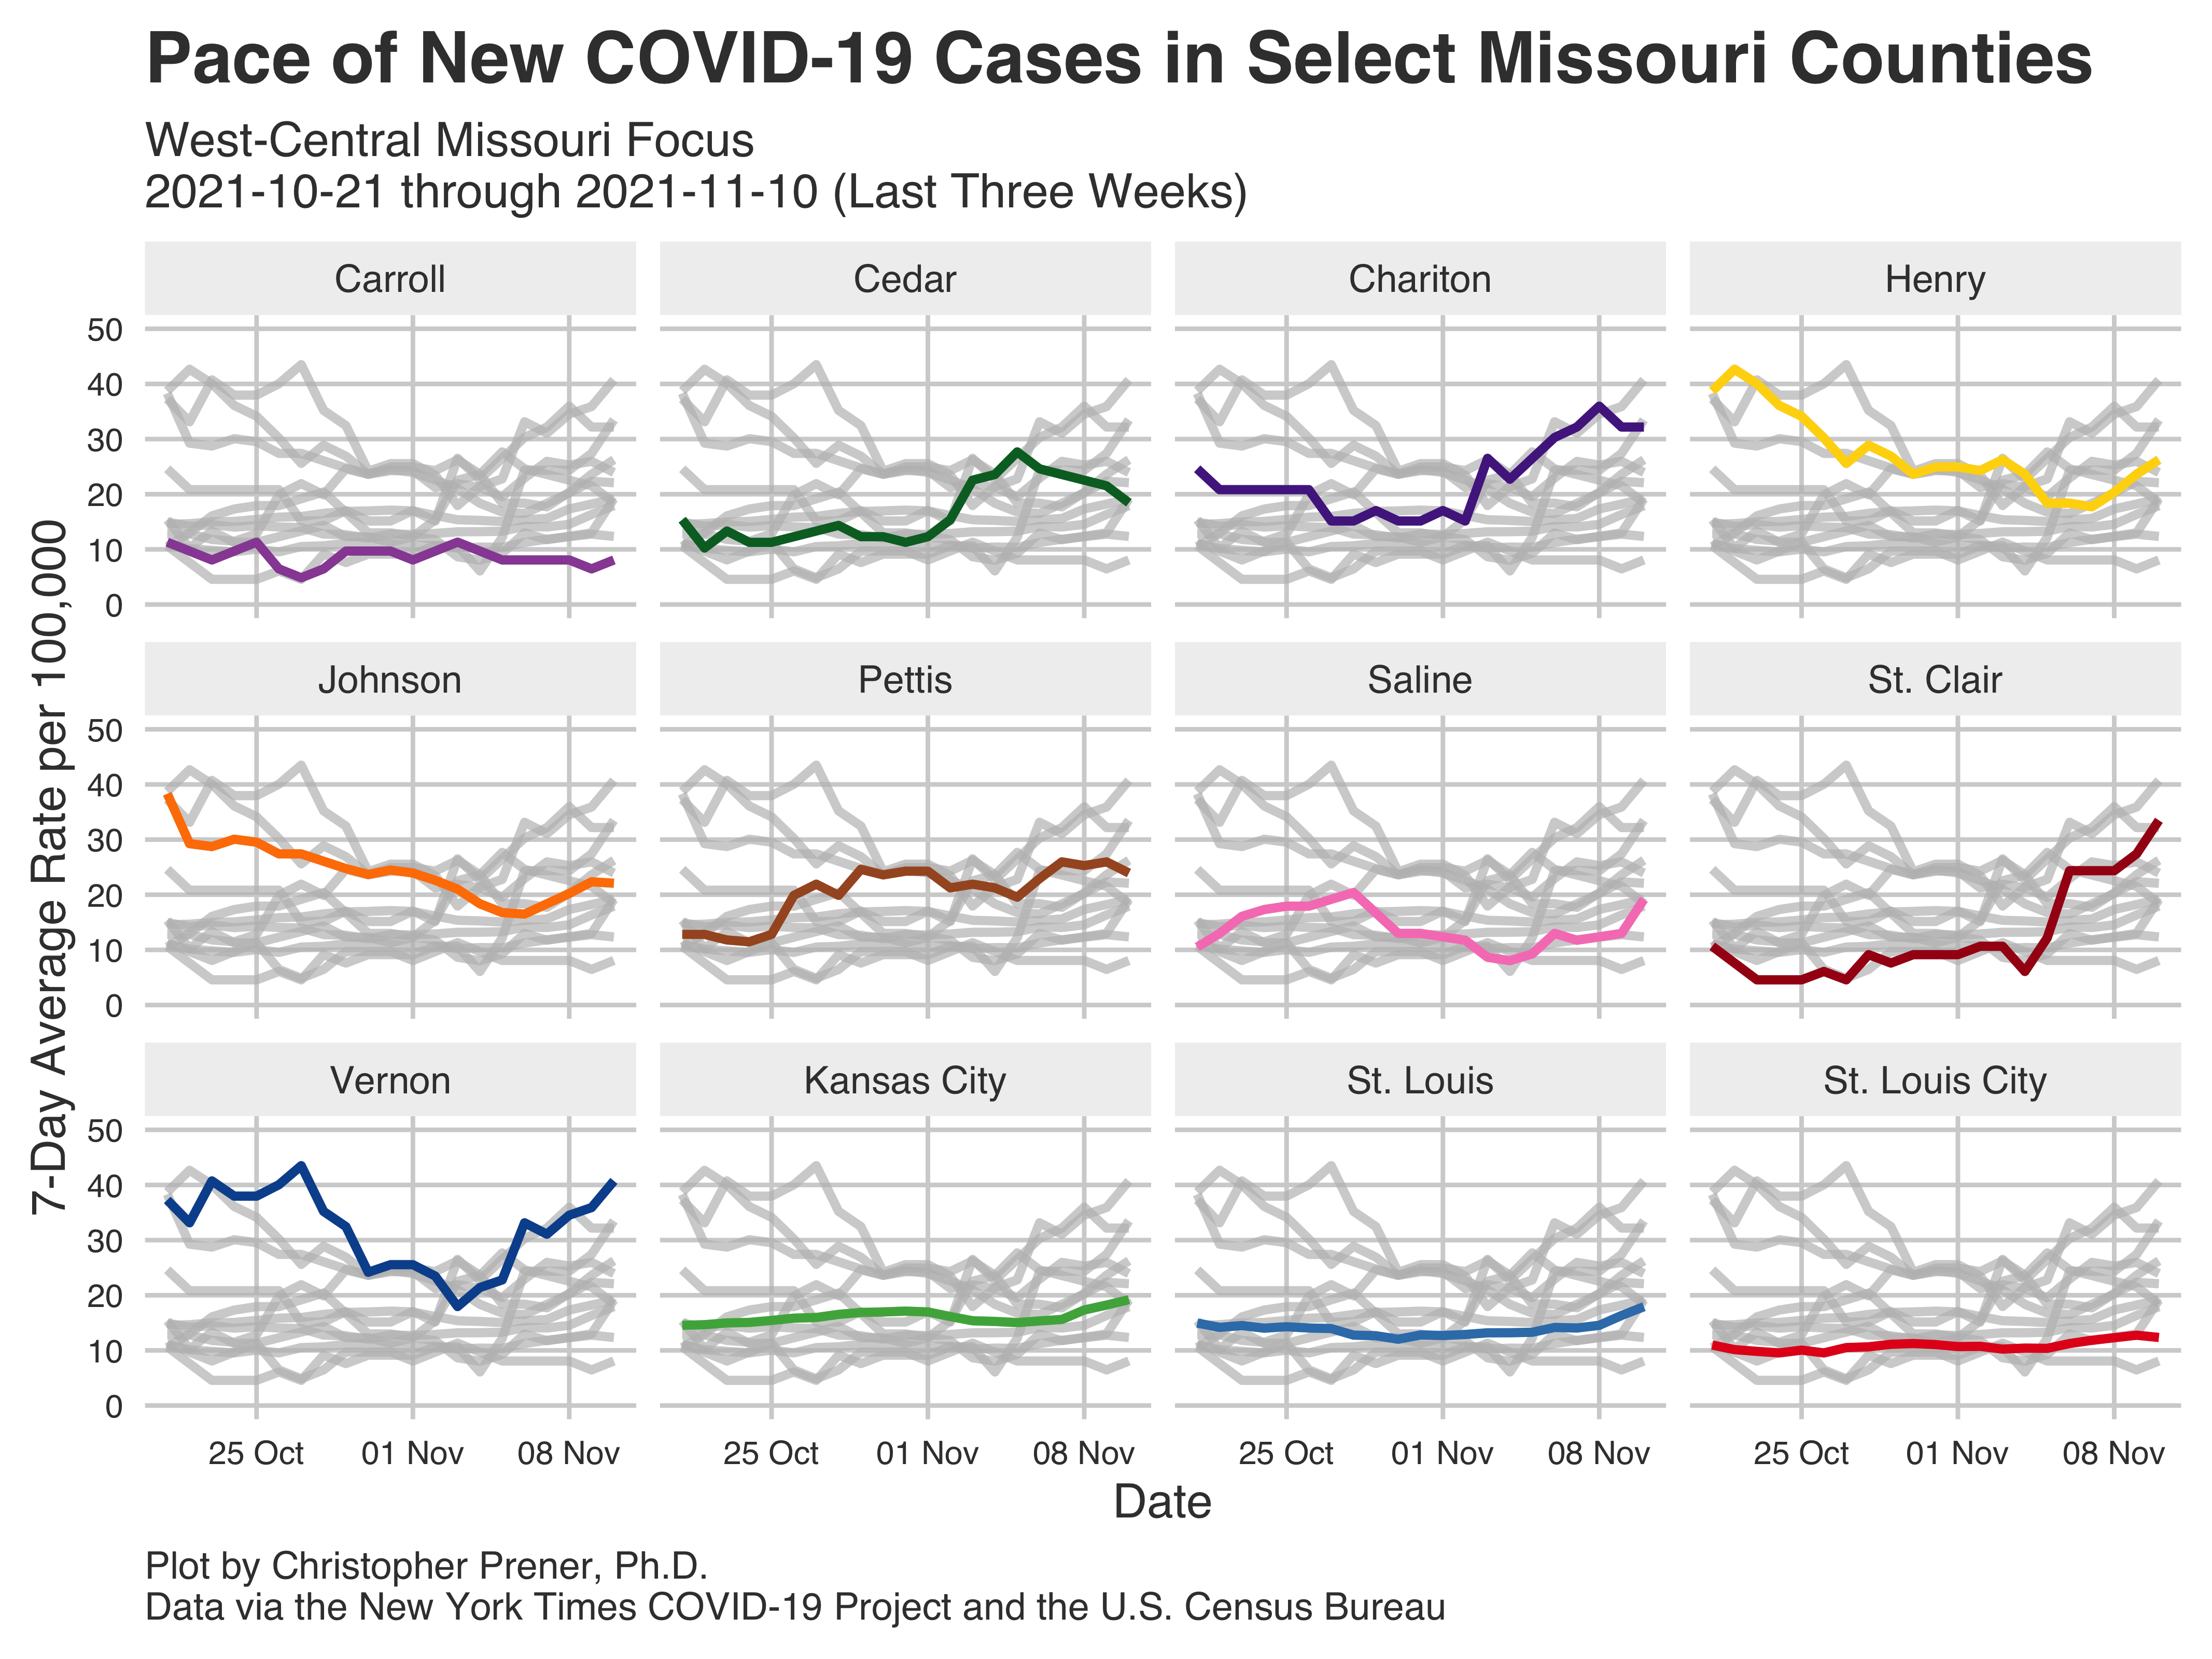 Pace of New COVID-19 Cases in Select Missouri Counties
West-Central Missouri Focus
2021-10-21 through 2021-11-10 (Last Three Weeks)
7-Day Average Rate per 100,000
Carroll
Cedar
Chariton
Henry
50
40
30
20
10
0
Johnson
Pettis
Saline
St. Clair
50
40
30
20
10
0
Vernon
Kansas City
St. Louis
St. Louis City
50
40
30
20
10
0
25 Oct 01 Nov 08 Nov
25 Oct 01 Nov 08 Nov
25 Oct 01 Nov 08 Nov
25 Oct 01 Nov 08 Nov
Date
Plot by Christopher Prener, Ph.D.
Data via the New York Times COVID-19 Project and the U.S. Census Bureau